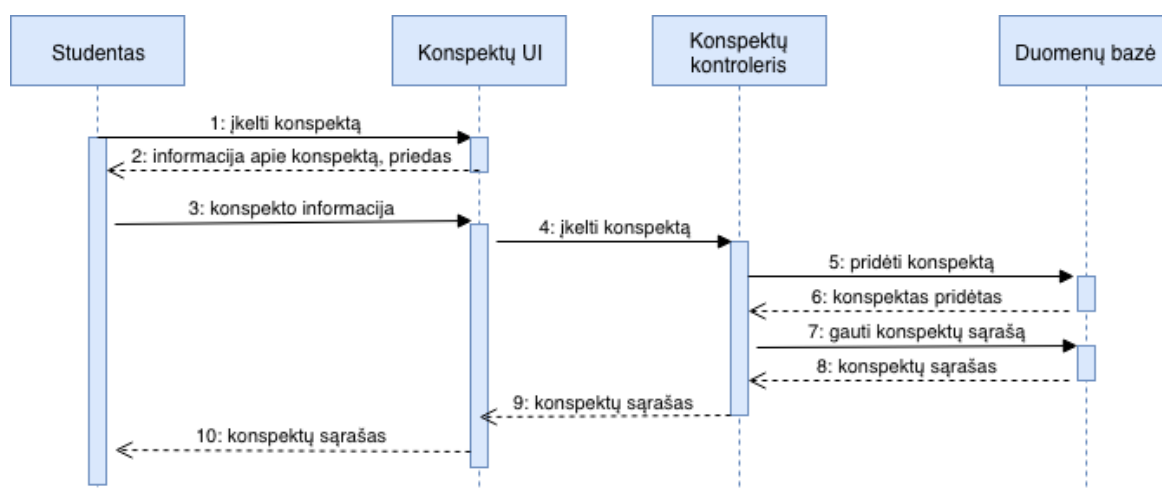 Studentas
Konspektų UI
Konspektų
kontroleris
Duomenų bazė
1: įkelti konspektą
2: informacija apie konspektą, priedas
3: konspekto informacija
4: įkelti konspektą
5: pridėti konspektą
6: konspektas pridėtas
7: gauti konspektų sąrašą
8: konspektų sąrašas
9: konspektų sąrašas
10: konspektų sąrašas